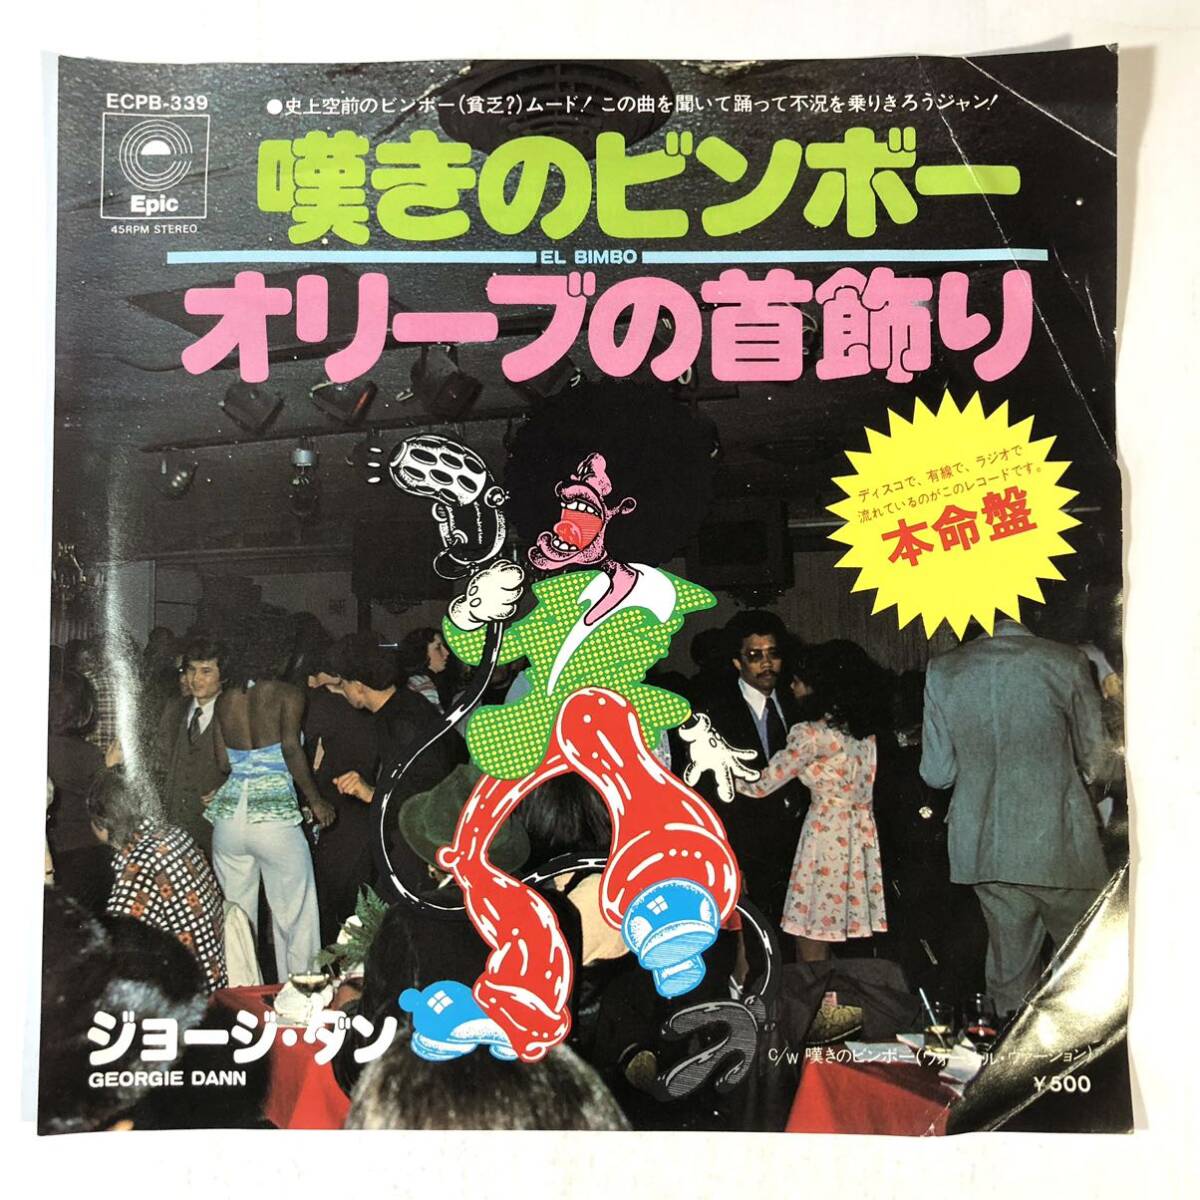 ECPB-339
Epic
45RPM STEREO
●史上空前のビンボー(貧乏?)ムード!この曲を聞いて踊って不況を乗りきろうジャン!
嘆きのビンボー
EL BIMBO
オリーブの首飾り
ディスコで、有線で、ラジオで
流れているのがこのレコードです。
本命盤
ジョージ・ダン
GEORGIE DANN
C/W 嘆きのビンボー(ヴォーカル・ヴァージョン)
¥500